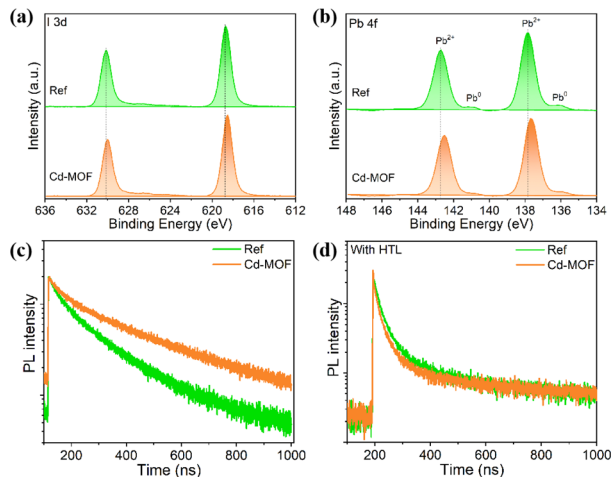 (a)
I 3d
Ref
Cd-MOF
Intensity (a.u.)
636 632 628 624 620 616 612
Binding Energy (eV)
(b)
Pb 4f
Pb2+
Pb2+
Pb0
Pb0
Ref
Cd-MOF
Intensity (a.u.)
148 146 144 142 140 138 136 134
Binding Energy (eV)
(c)
Ref
Cd-MOF
PL intensity
200 400 600 800 1000
Time (ns)
(d)
With HTL
Ref
Cd-MOF
PL intensity
200 400 600 800 1000
Time (ns)